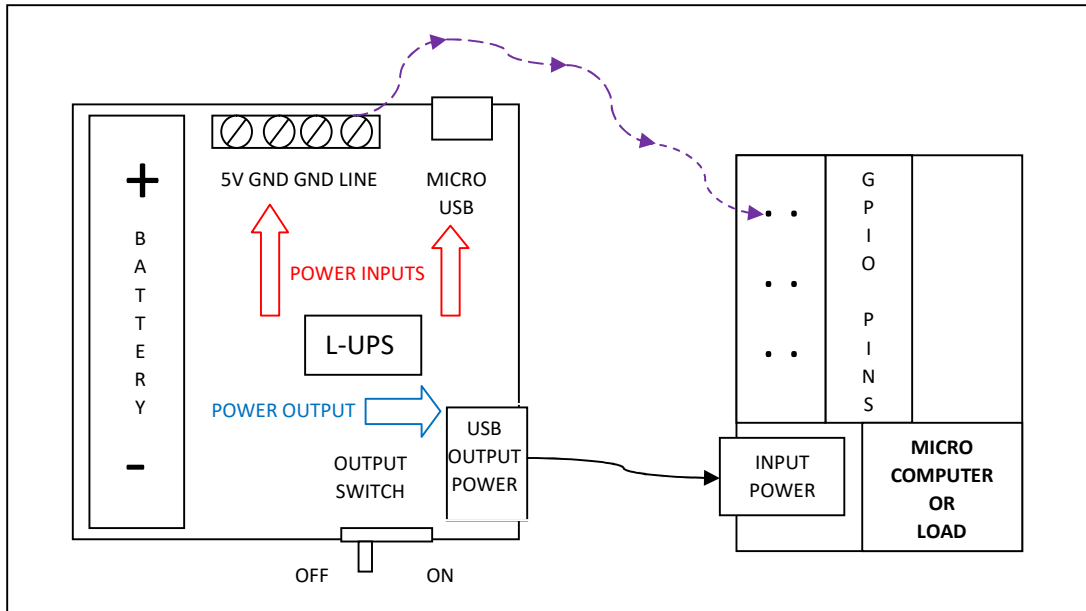 5V GND GND LINE
MICRO
USB
+
B
A
T
T
E
R
Y
-
POWER INPUTS
L-UPS
POWER OUTPUT
USB
OUTPUT
POWER
OUTPUT
SWITCH
OFF
ON
G
P
I
O
P
I
N
S
INPUT
POWER
MICRO
COMPUTER
OR
LOAD